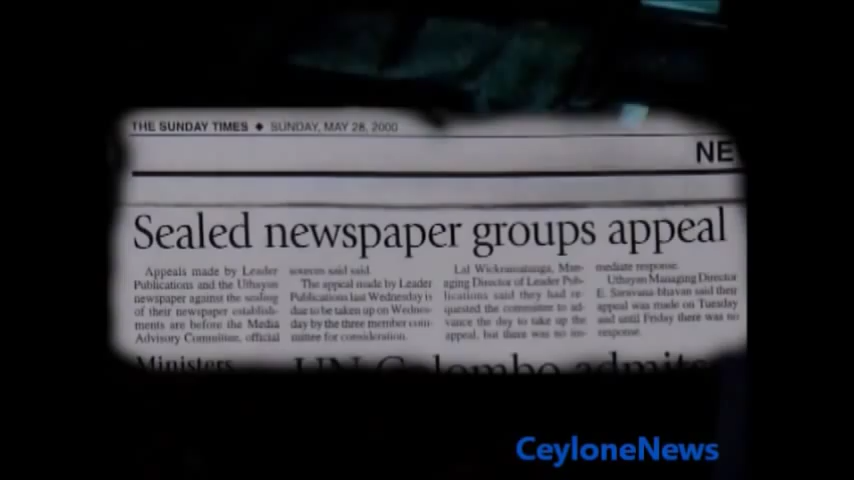 THE SUNDAY TIMES ◆ SUNDAY, MAY 28, 2000
NE
Sealed newspaper groups appeal
Appeals made by Leader
Publications and the Uthayan
newspaper against the sealing
of their newspaper establish-
ments are before the Media
Advisory Committee, official
sources said said.
The appeal made by Leader
Publications last Wednesday is
due to be taken up on Wednes-
day by the three member com-
mittee for consideration.
Lal Wickrematunga, Man-
aging Director of Leader Pub-
lications said they had re-
quested the committee to ad-
vance the day to take up the
appeal, but there was no im-
mediate response.
Uthayan Managing Director
E. Saravana-bhavan said their
appeal was made on Tuesday
and until Friday there was no
response.
Ministers
UN Colombo admits
CeyloneNews